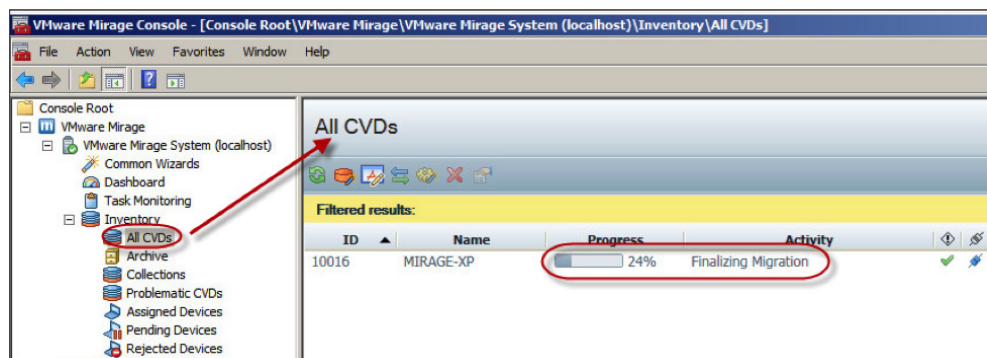 VMware Mirage Console - [Console Root\VMware Mirage\VMware Mirage System (localhost)\Inventory\All CVDs]
File Action View Favorites Window Help
Console Root
VMware Mirage
VMware Mirage System (localhost)
Common Wizards
Dashboard
Task Monitoring
Inventory
All CVDs
Archive
Collections
Problematic CVDs
Assigned Devices
Pending Devices
Rejected Devices
All CVDs
Filtered results:
ID Name Progress Activity
10016 MIRAGE-XP 24% Finalizing Migration